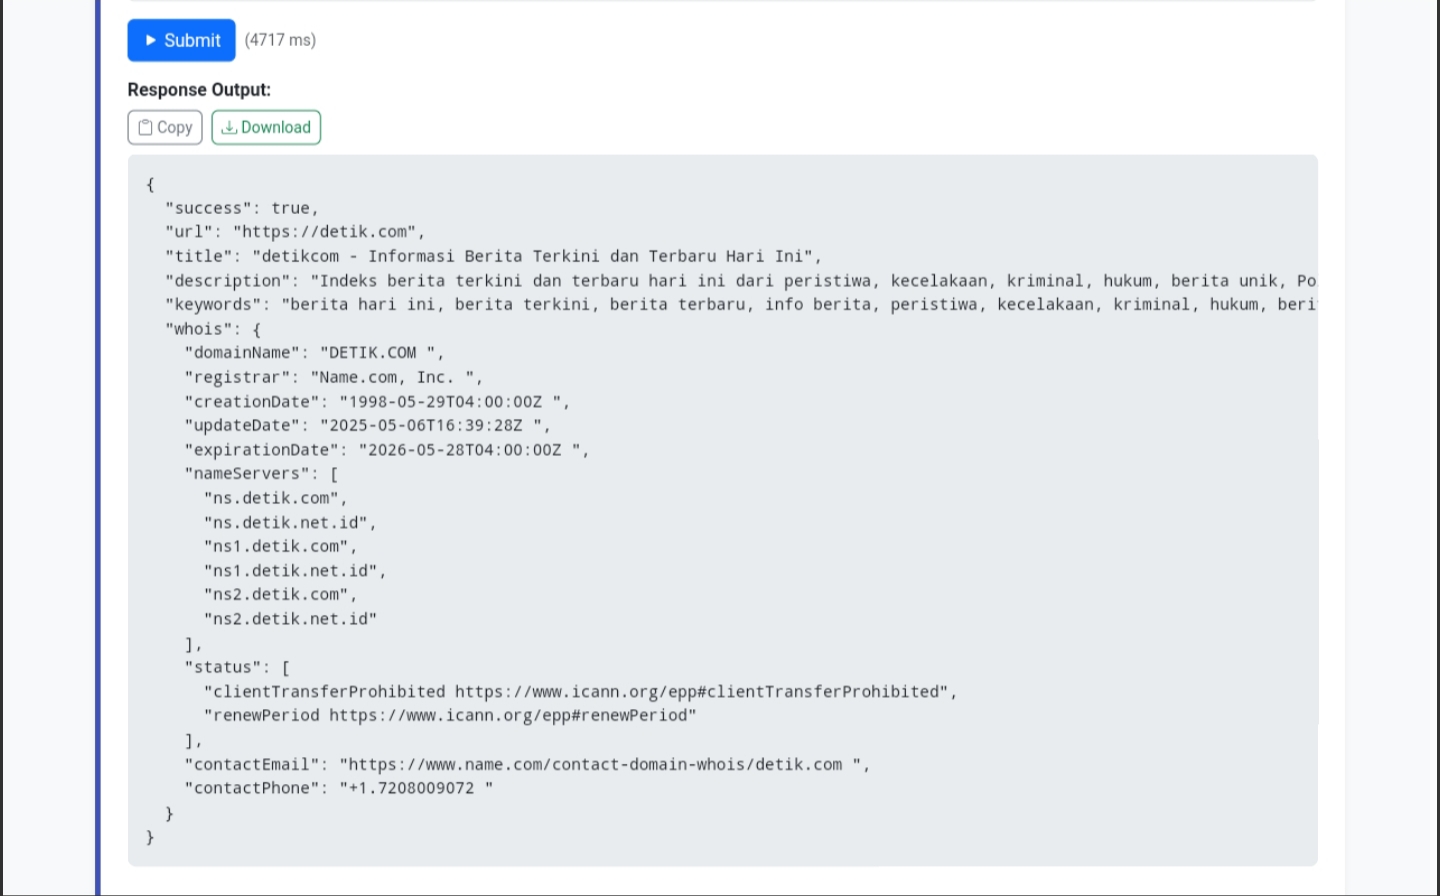 Submit (4717 ms)
Response Output:
Copy Download
{
  "success": true,
  "url": "https://detik.com",
  "title": "detikcom - Informasi Berita Terkini dan Terbaru Hari Ini",
  "description": "Indeks berita terkini dan terbaru hari ini dari peristiwa, kecelakaan, kriminal, hukum, berita unik, Po
  "keywords": "berita hari ini, berita terkini, berita terbaru, info berita, peristiwa, kecelakaan, kriminal, hukum, beri
  "whois": {
    "domainName": "DETIK.COM ",
    "registrar": "Name.com, Inc. ",
    "creationDate": "1998-05-29T04:00:00Z ",
    "updateDate": "2025-05-06T16:39:28Z ",
    "expirationDate": "2026-05-28T04:00:00Z ",
    "nameServers": [
      "ns.detik.com",
      "ns.detik.net.id",
      "ns1.detik.com",
      "ns1.detik.net.id",
      "ns2.detik.com",
      "ns2.detik.net.id"
    ],
    "status": [
      "clientTransferProhibited https://www.icann.org/epp#clientTransferProhibited",
      "renewPeriod https://www.icann.org/epp#renewPeriod"
    ],
    "contactEmail": "https://www.name.com/contact-domain-whois/detik.com ",
    "contactPhone": "+1.7208009072 "
  }
}